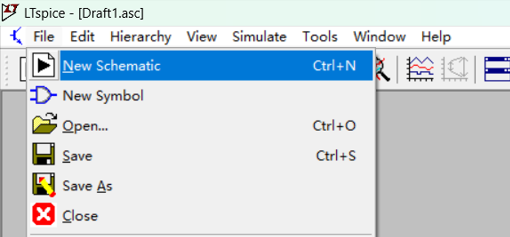 LTspice - [Draft1.asc]
File Edit Hierarchy View Simulate Tools Window Help
New Schematic Ctrl+N
New Symbol
Open... Ctrl+O
Save Ctrl+S
Save As
Close